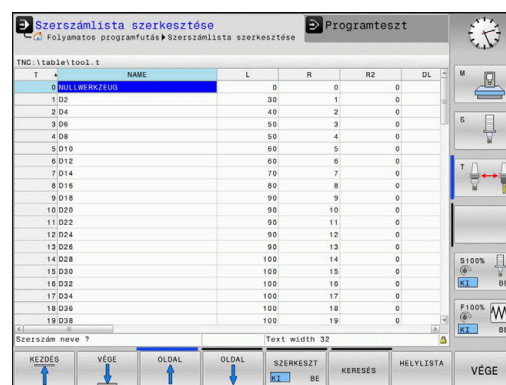 Szerszámlista szerkesztése
Folyamatos programfutás▶Szerszámlista szerkesztése
Programteszt
TNC:\table\tool.t
T NAME L R R2 DL
0 NULLWERKZEUG 0 0 0
1 D2 30 1 0
2 D4 40 2 0
3 D6 50 3 0
4 D8 50 4 0
5 D10 60 5 0
6 D12 60 6 0
7 D14 70 7 0
8 D16 80 8 0
9 D18 90 9 0
10 D20 90 10 0
11 D22 90 11 0
12 D24 90 12 0
13 D26 90 13 0
14 D28 100 14 0
15 D30 100 15 0
16 D32 100 16 0
17 D34 100 17 0
18 D36 100 18 0
19 D38 100 19 0
Szerszám neve ? Text width 32
M
S
T
S100%
KI BE
F100%
KI BE
KEZDÉS
VÉGE
OLDAL
OLDAL
SZERKESZT
KI BE
KERESÉS
HELYLISTA
VÉGE